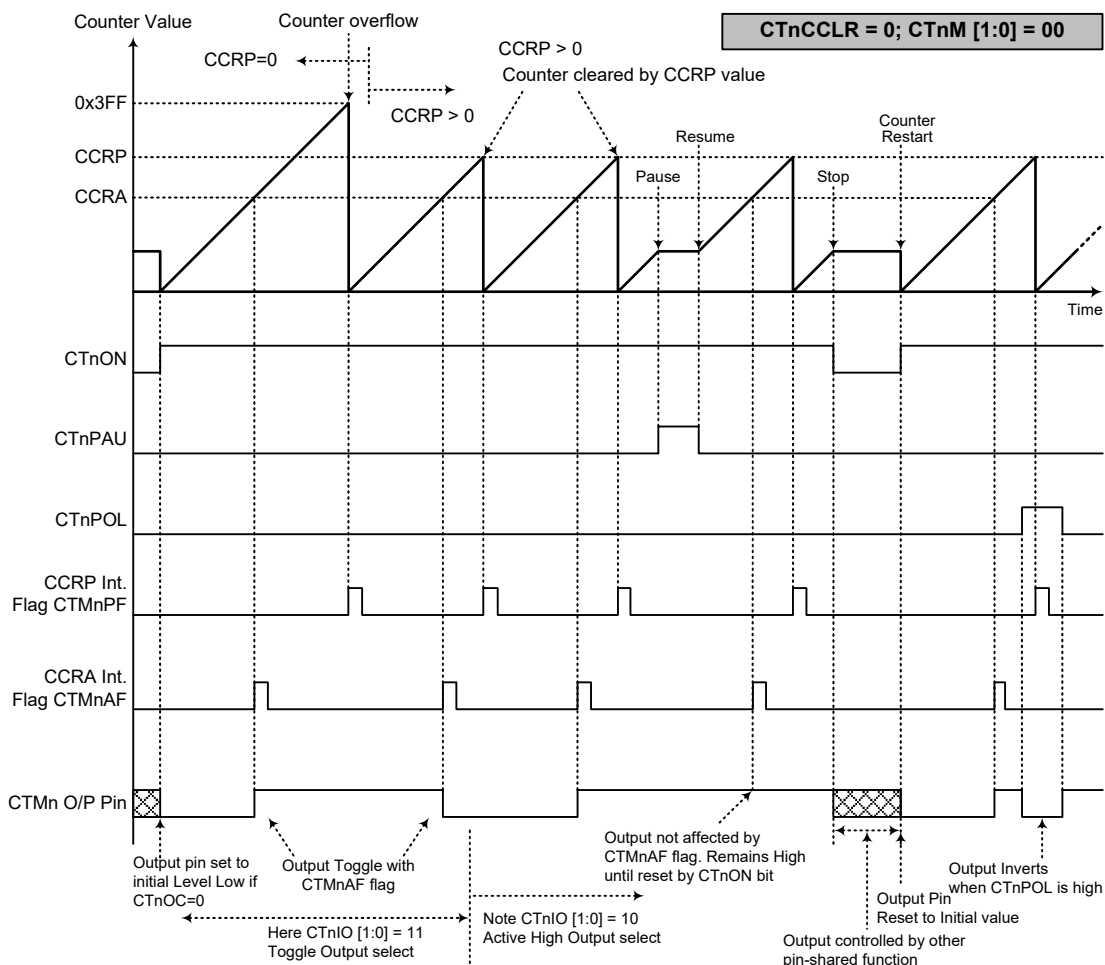 Counter Value
Counter overflow
CTnCCLR = 0; CTnM [1:0] = 00
CCRP=0
CCRP > 0
CCRP > 0
Counter cleared by CCRP value
0x3FF
CCRP
CCRA
Pause
Resume
Stop
Counter
Restart
Time
CTnON
CTnPAU
CTnPOL
CCRP Int.
Flag CTMnPF
CCRA Int.
Flag CTMnAF
CTMn O/P Pin
Output pin set to
initial Level Low if
CTnOC=0
Output Toggle with
CTMnAF flag
Output not affected by
CTMnAF flag. Remains High
until reset by CTnON bit
Output Inverts
when CTnPOL is high
Output Pin
Reset to Initial value
Here CTnIO [1:0] = 11
Toggle Output select
Note CTnIO [1:0] = 10
Active High Output select
Output controlled by other
pin-shared function